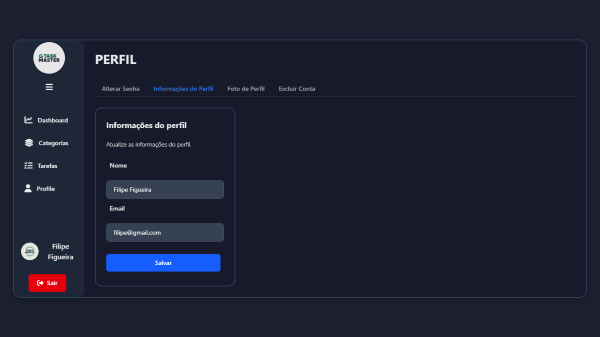 TASK
MASTER
Dashboard
Categorias
Tarefas
Profile
Filipe
Figueira
Sair
PERFIL
Alterar Senha Informações do Perfil Foto de Perfil Excluir Conta
Informações do perfil
Atualize as informações do perfil.
Nome
Filipe Figueira
Email
filipe@gmail.com
Salvar